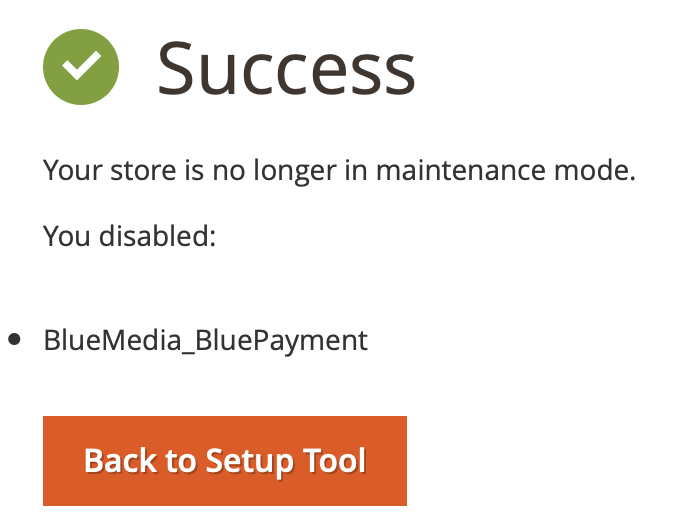 Success
Your store is no longer in maintenance mode.
You disabled:
• BlueMedia_BluePayment
Back to Setup Tool